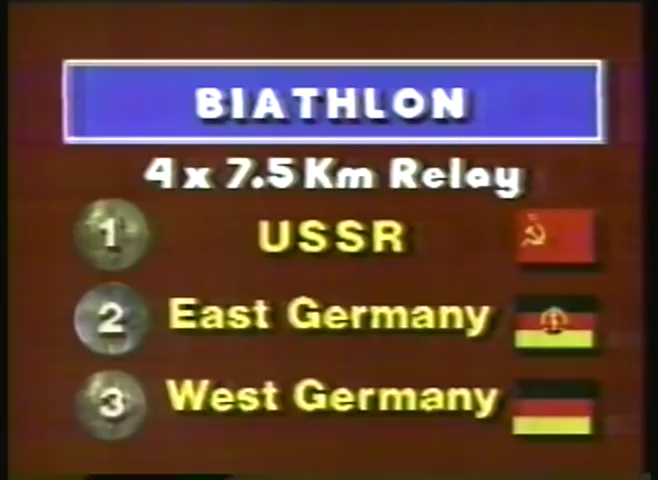 BIATHLON
4 x 7.5 Km Relay
1 USSR
2 East Germany
3 West Germany